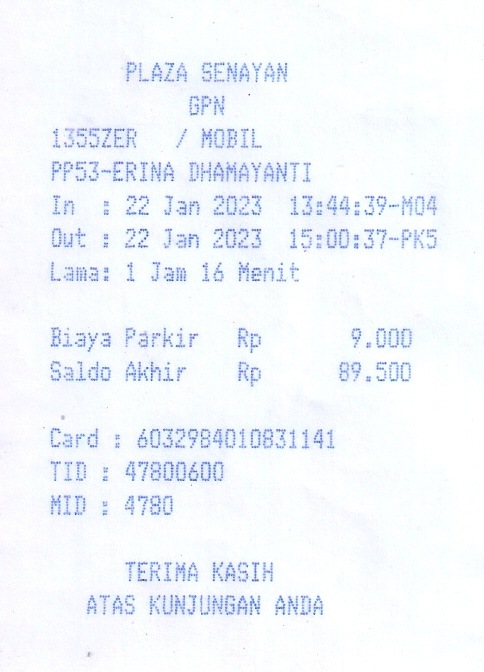 PLAZA SENAYAN
GPN
1355ZER / MOBIL
PP53-ERINA DHAMAYANTI
In : 22 Jan 2023 13:44:39-M04
Out : 22 Jan 2023 15:00:37-PK5
Lama: 1 Jam 16 Menit
Biaya Parkir Rp 9.000
Saldo Akhir Rp 89.500
Card : 6032984010831141
TID : 47800600
MID : 4780
TERIMA KASIH
ATAS KUNJUNGAN ANDA